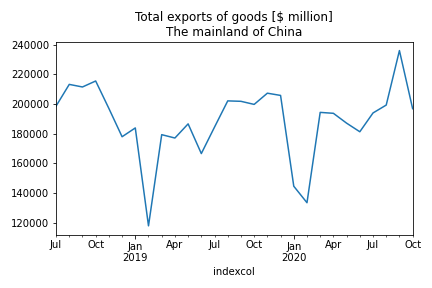 Total exports of goods [$ million]
The mainland of China
240000
220000
200000
180000
160000
140000
120000
Jul Oct Jan Apr Jul Oct Jan Apr Jul Oct
2019 2020
indexcol